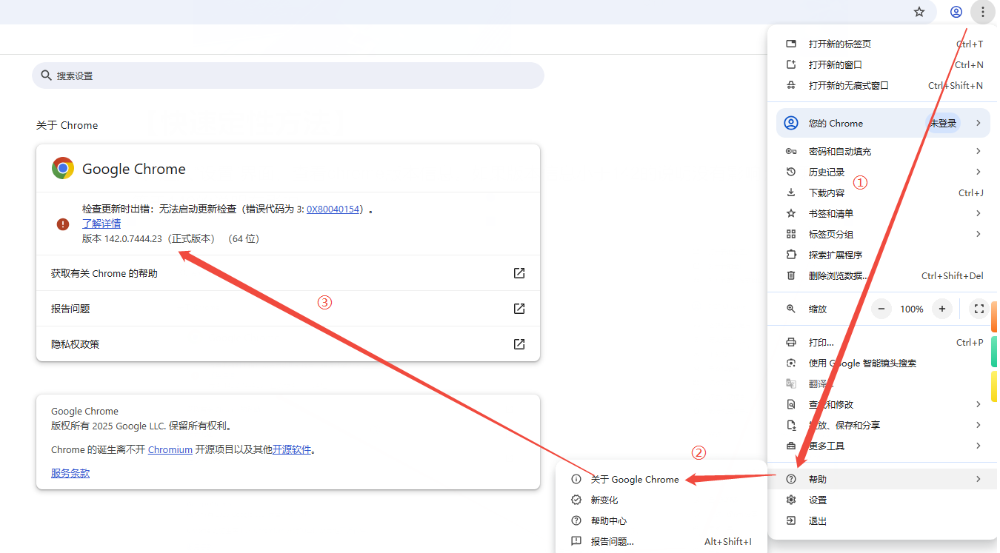 搜索设置
关于 Chrome
Google Chrome
检查更新时出错：无法启动更新检查（错误代码为 3: 0X80040154）。
了解详情
版本 142.0.7444.23（正式版本） （64 位）
获取有关 Chrome 的帮助
报告问题
隐私权政策
③
Google Chrome
版权所有 2025 Google LLC. 保留所有权利。
Chrome 的诞生离不开 Chromium 开源项目以及其他开源软件。
服务条款
打开新的标签页 Ctrl+T
打开新的窗口 Ctrl+N
打开新的无痕式窗口 Ctrl+Shift+N
您的 Chrome 未登录
密码和自动填充
历史记录
①
下载内容 Ctrl+J
书签和清单
标签页分组
探索扩展程序
删除浏览数据... Ctrl+Shift+Del
缩放 − 100% +
打印... Ctrl+P
使用 Google 智能镜头搜索
翻译...
查找和修改
投放、保存和分享
更多工具
帮助
设置
退出
②
关于 Google Chrome
新变化
帮助中心
报告问题... Alt+Shift+I